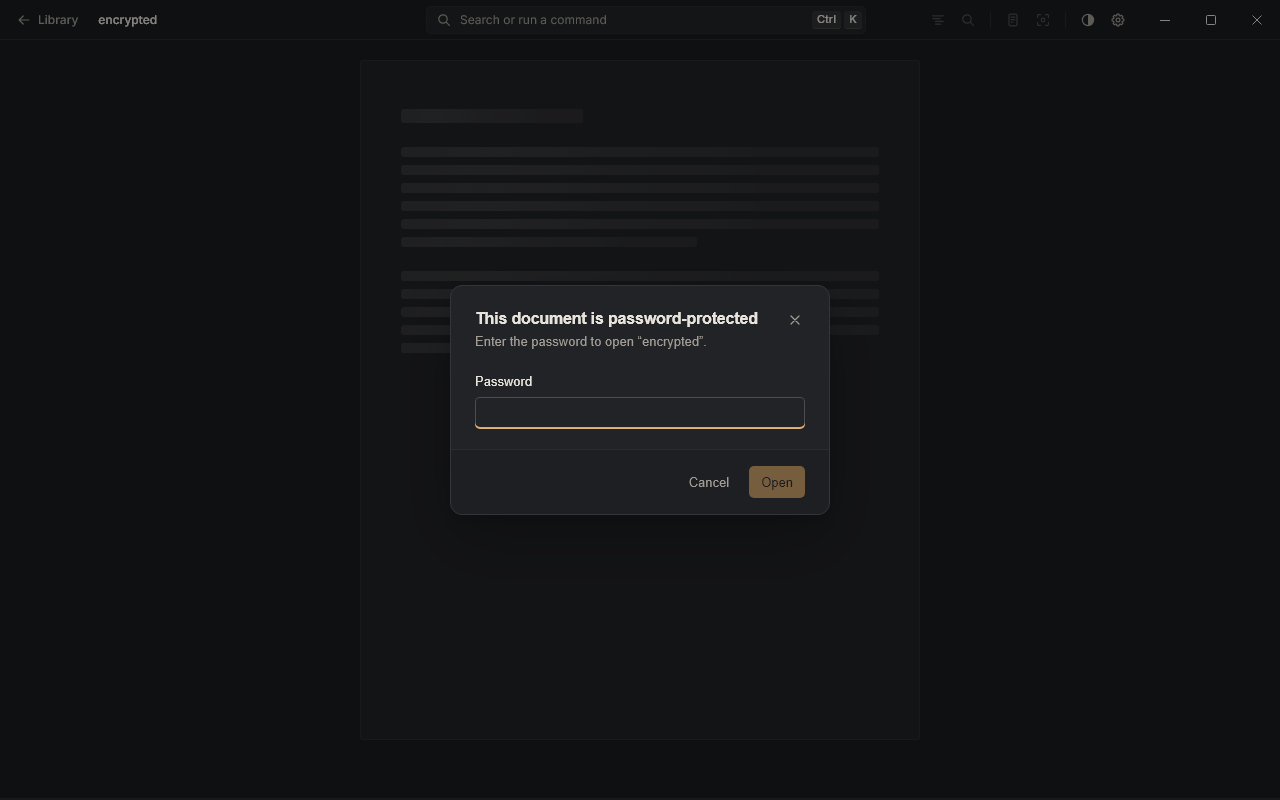 Library encrypted Search or run a command Ctrl K
This document is password-protected
Enter the password to open “encrypted”.
Password
Cancel Open